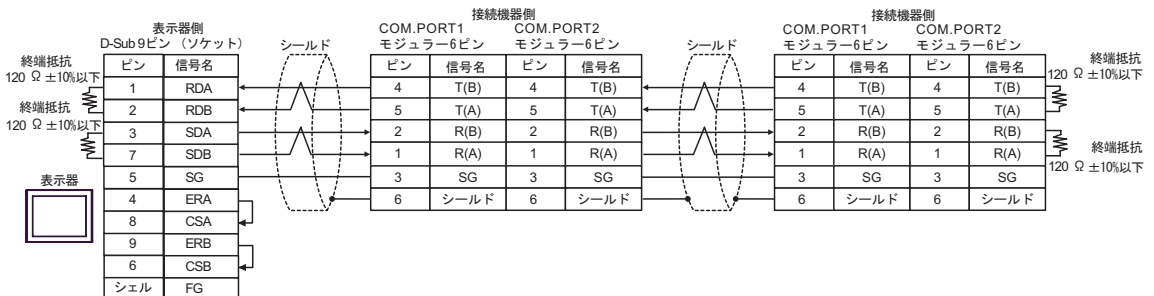 表示器側
D-Sub 9ピン （ソケット）
シールド
接続機器側
COM.PORT1 COM.PORT2
モジュラー6ピン モジュラー6ピン
シールド
接続機器側
COM.PORT1 COM.PORT2
モジュラー6ピン モジュラー6ピン
終端抵抗
120 Ω ±10%以下
終端抵抗
120 Ω ±10%以下
表示器
ピン 信号名
1 RDA
2 RDB
3 SDA
7 SDB
5 SG
4 ERA
8 CSA
9 ERB
6 CSB
シェル FG
ピン 信号名 ピン 信号名
4 T(B) 4 T(B)
5 T(A) 5 T(A)
2 R(B) 2 R(B)
1 R(A) 1 R(A)
3 SG 3 SG
6 シールド 6 シールド
ピン 信号名 ピン 信号名
4 T(B) 4 T(B)
5 T(A) 5 T(A)
2 R(B) 2 R(B)
1 R(A) 1 R(A)
3 SG 3 SG
6 シールド 6 シールド
終端抵抗
120 Ω ±10%以下
終端抵抗
120 Ω ±10%以下